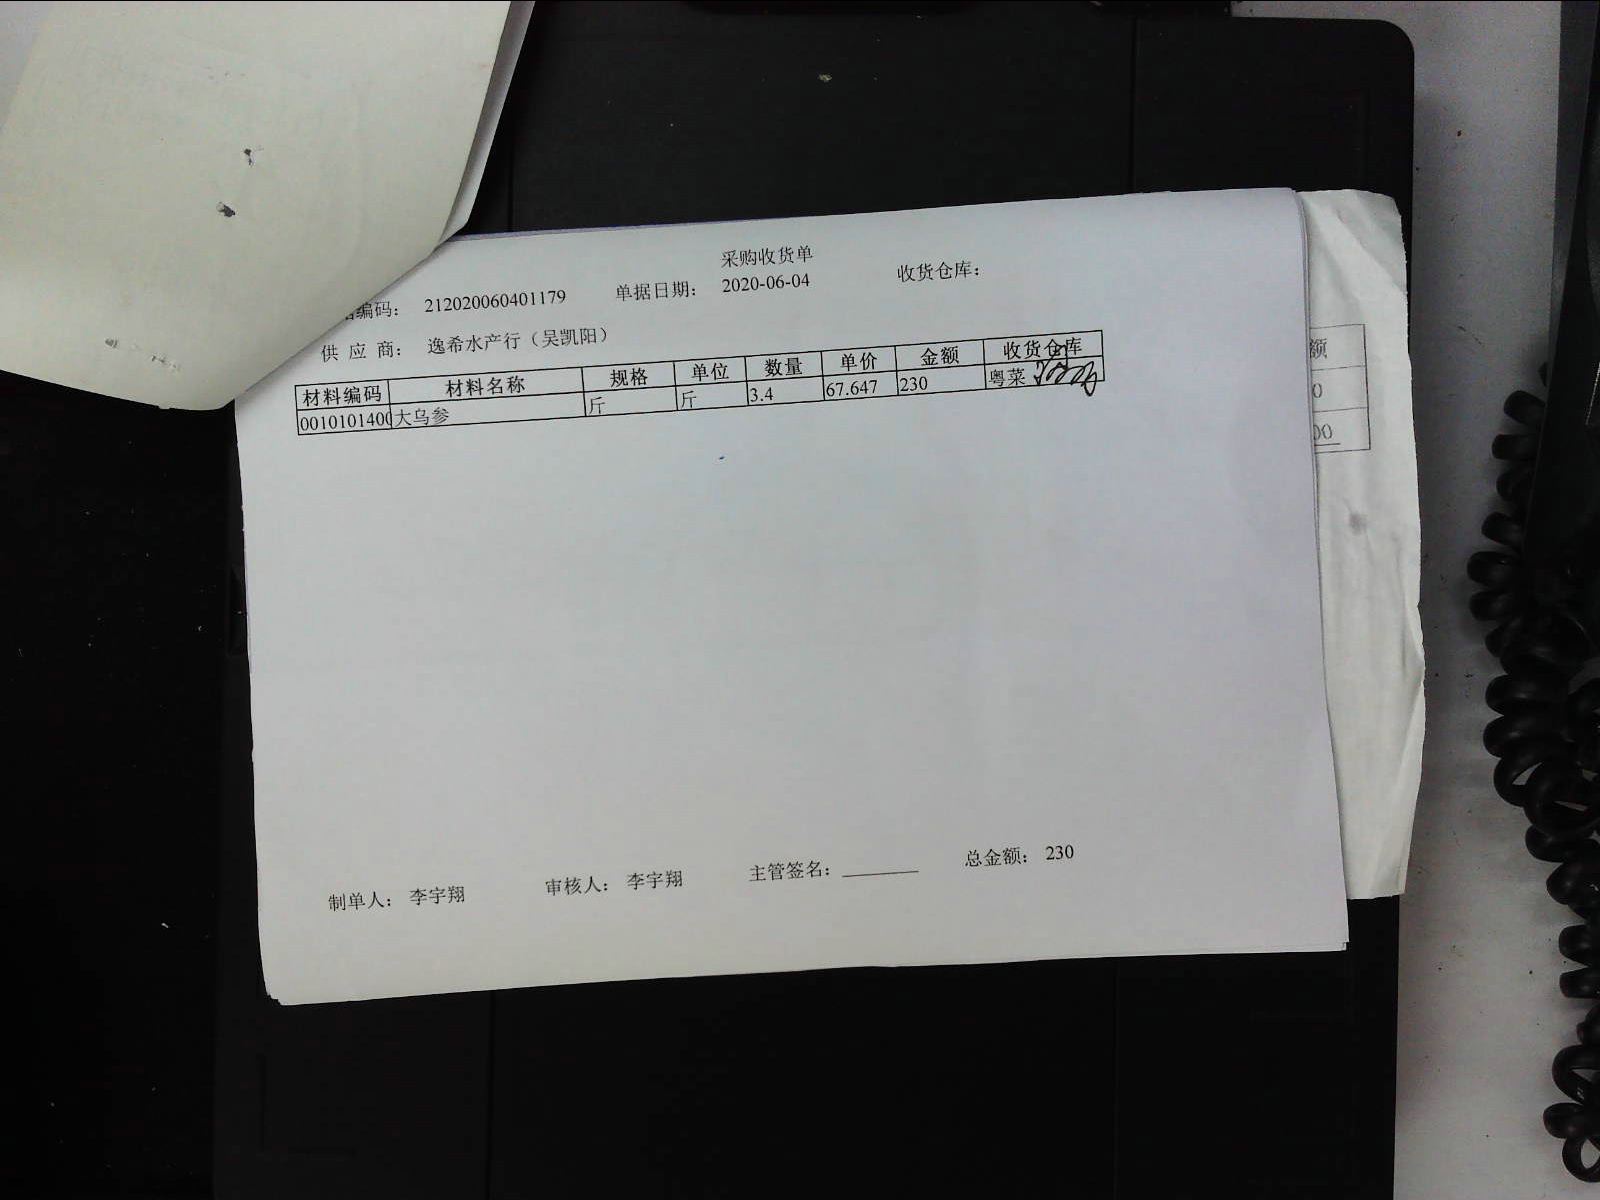 采购收货单
编码： 212020060401179 单据日期： 2020-06-04 收货仓库：
供 应 商： 逸希水产行（吴凯阳）
材料编码 材料名称 规格 单位 数量 单价 金额 收货仓库
0010101400 大乌参 斤 斤 3.4 67.647 230 粤菜
制单人： 李宇翔 审核人： 李宇翔 主管签名： 总金额： 230
额
0
00